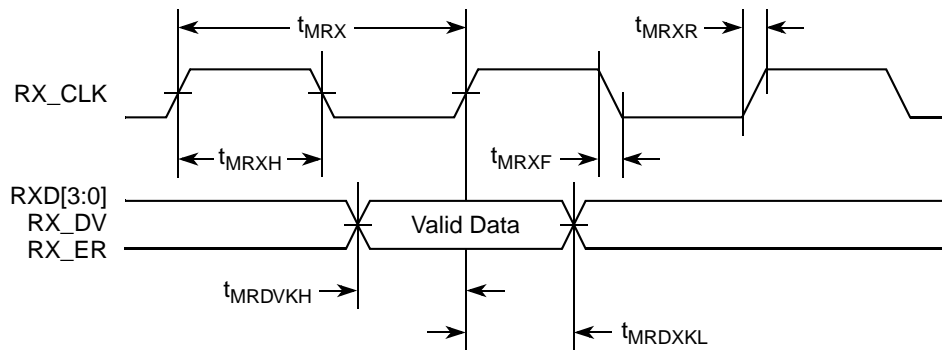 tMRX
tMRXR
RX_CLK
tMRXH
tMRXF
RXD[3:0]
RX_DV
RX_ER
Valid Data
tMRDVKH
tMRDXKL